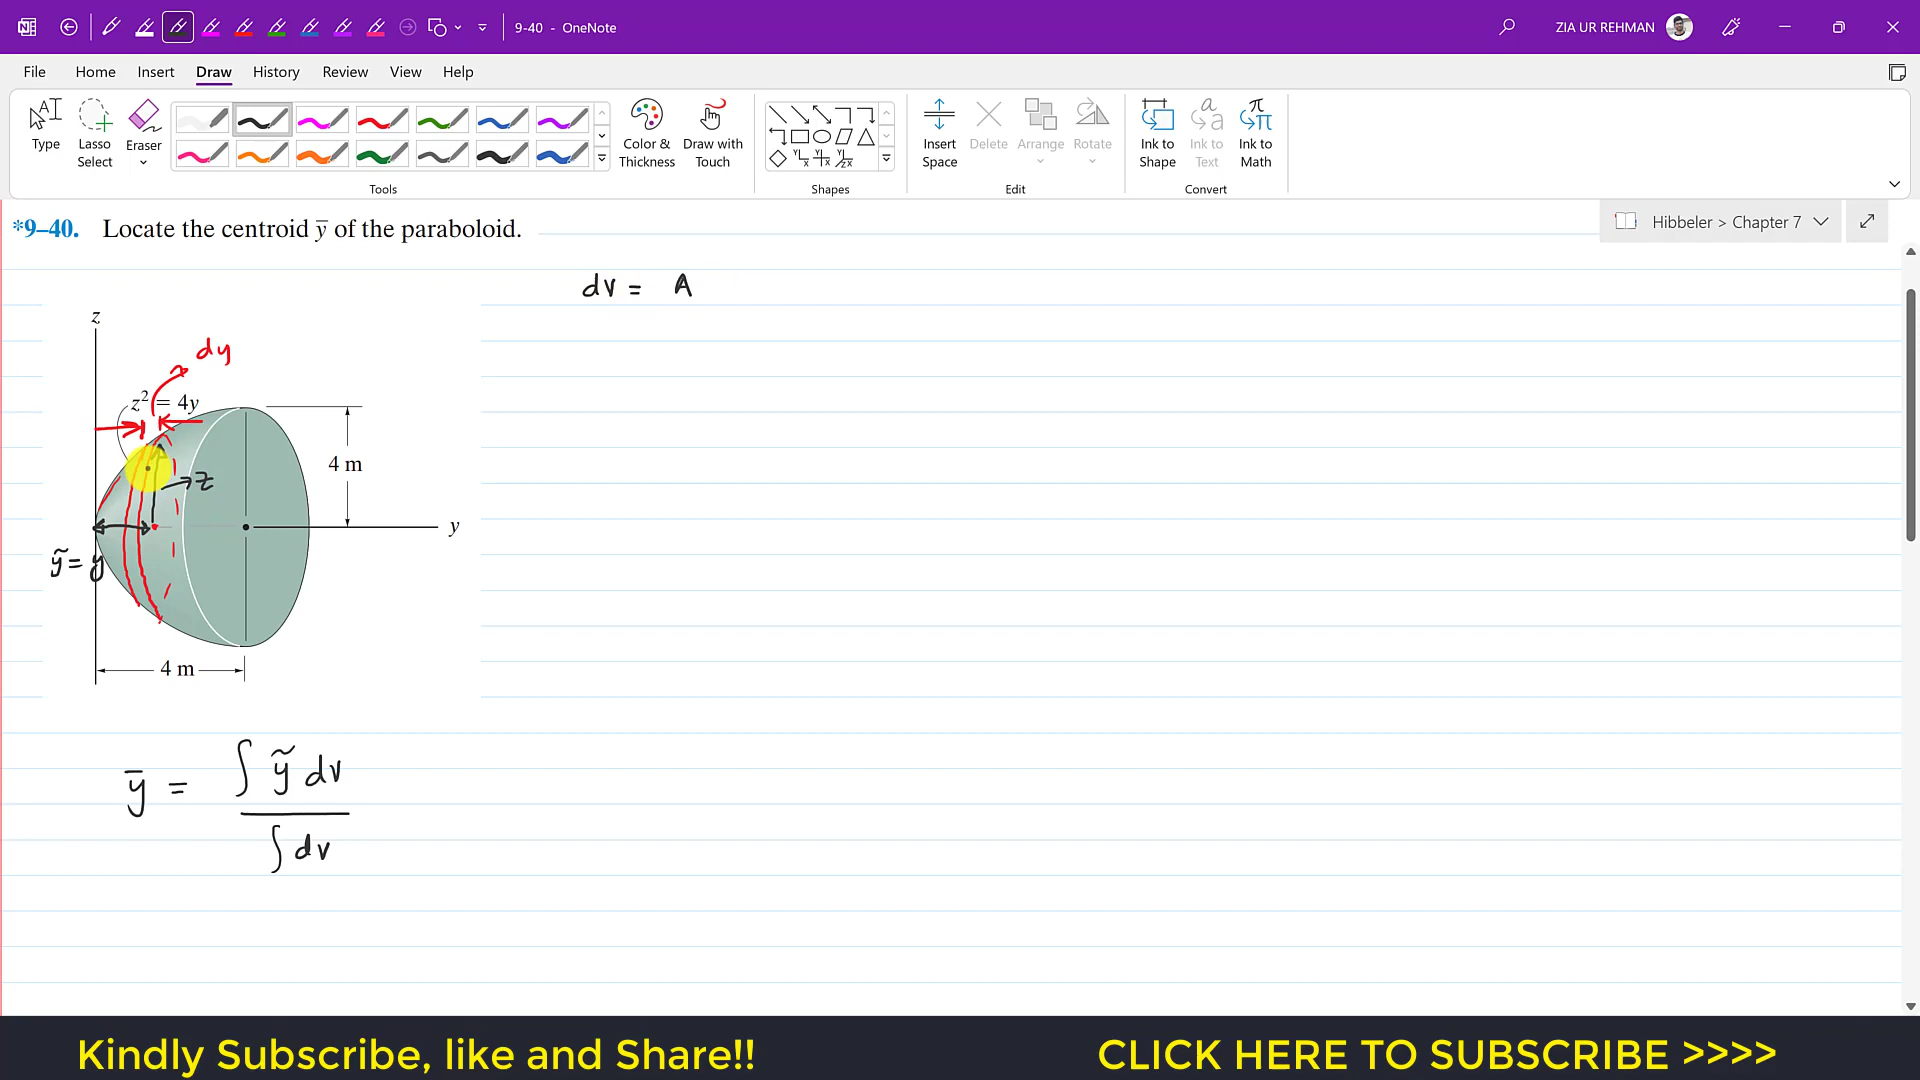 9-40 - OneNote
ZIA UR REHMAN
File Home Insert Draw History Review View Help
Type
Lasso Select
Eraser
Color & Thickness
Draw with Touch
Insert Space
Delete
Arrange
Rotate
Ink to Shape
Ink to Text
Ink to Math
Tools
Shapes
Edit
Convert
*9–40. Locate the centroid y̅ of the paraboloid.
Hibbeler > Chapter 7
dv = A
z
dy
z² = 4y
4 m
z
y
ỹ = y
4 m
y̅ = ∫ ỹ dv / ∫ dv
Kindly Subscribe, like and Share!!
CLICK HERE TO SUBSCRIBE >>>>